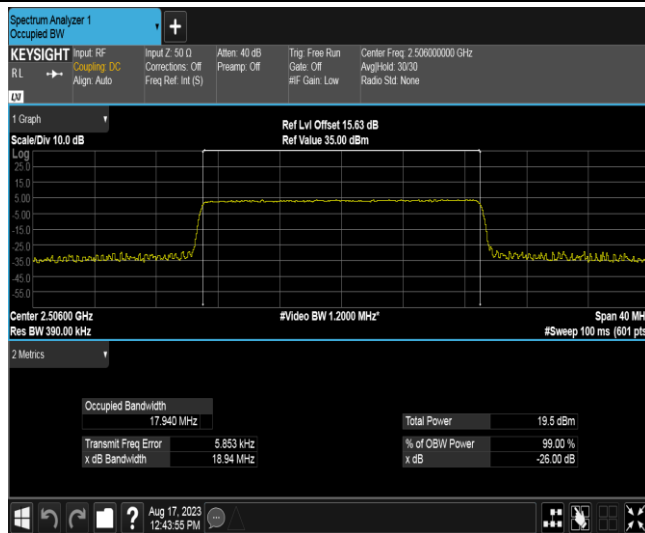 Spectrum Analyzer 1
Occupied BW
+
KEYSIGHT
RL
Input: RF
Coupling: DC
Align: Auto
Input Z: 50 Ω
Corrections: Off
Freq Ref: Int (S)
Atten: 40 dB
Preamp: Off
Trig: Free Run
Gate: Off
#IF Gain: Low
Center Freq: 2.506000000 GHz
Avg|Hold: 30/30
Radio Std: None
1 Graph
Scale/Div 10.0 dB
Ref Lvl Offset 15.63 dB
Ref Value 35.00 dBm
Log
25.0
15.0
5.00
-5.00
-15.0
-25.0
-35.0
-45.0
-55.0
Center 2.50600 GHz
Res BW 390.00 kHz
#Video BW 1.2000 MHz*
Span 40 MH
#Sweep 100 ms (601 pts
2 Metrics
Occupied Bandwidth
17.940 MHz
Transmit Freq Error 5.853 kHz
x dB Bandwidth 18.94 MHz
Total Power 19.5 dBm
% of OBW Power 99.00 %
x dB -26.00 dB
?
Aug 17, 2023
12:43:55 PM